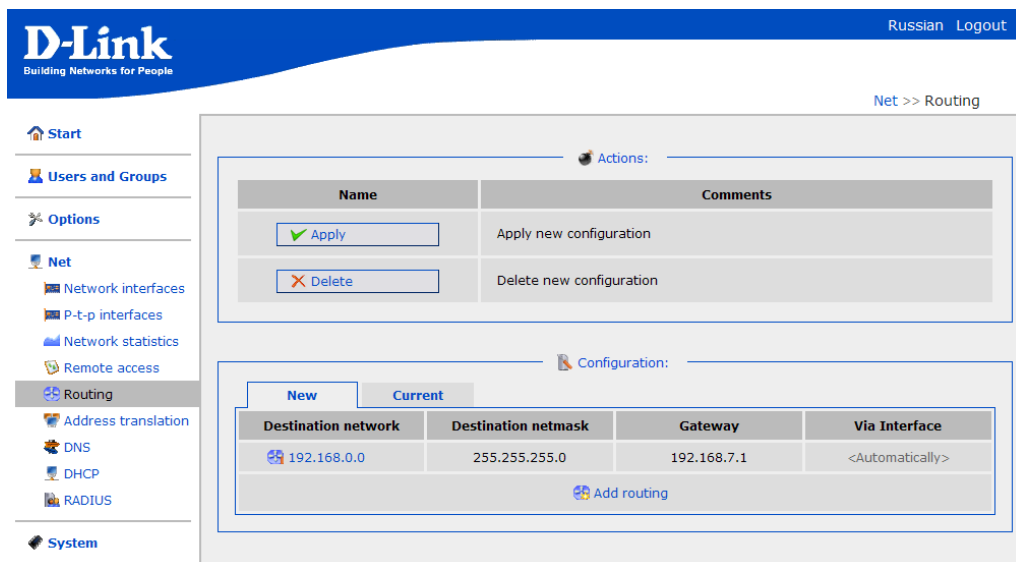 Russian Logout
D-Link
Building Networks for People
Net >> Routing
Start
Users and Groups
Options
Net
Network interfaces
P-t-p interfaces
Network statistics
Remote access
Routing
Address translation
DNS
DHCP
RADIUS
System
Actions:
Name Comments
Apply Apply new configuration
Delete Delete new configuration
Configuration:
New Current
Destination network Destination netmask Gateway Via Interface
192.168.0.0 255.255.255.0 192.168.7.1 <Automatically>
Add routing